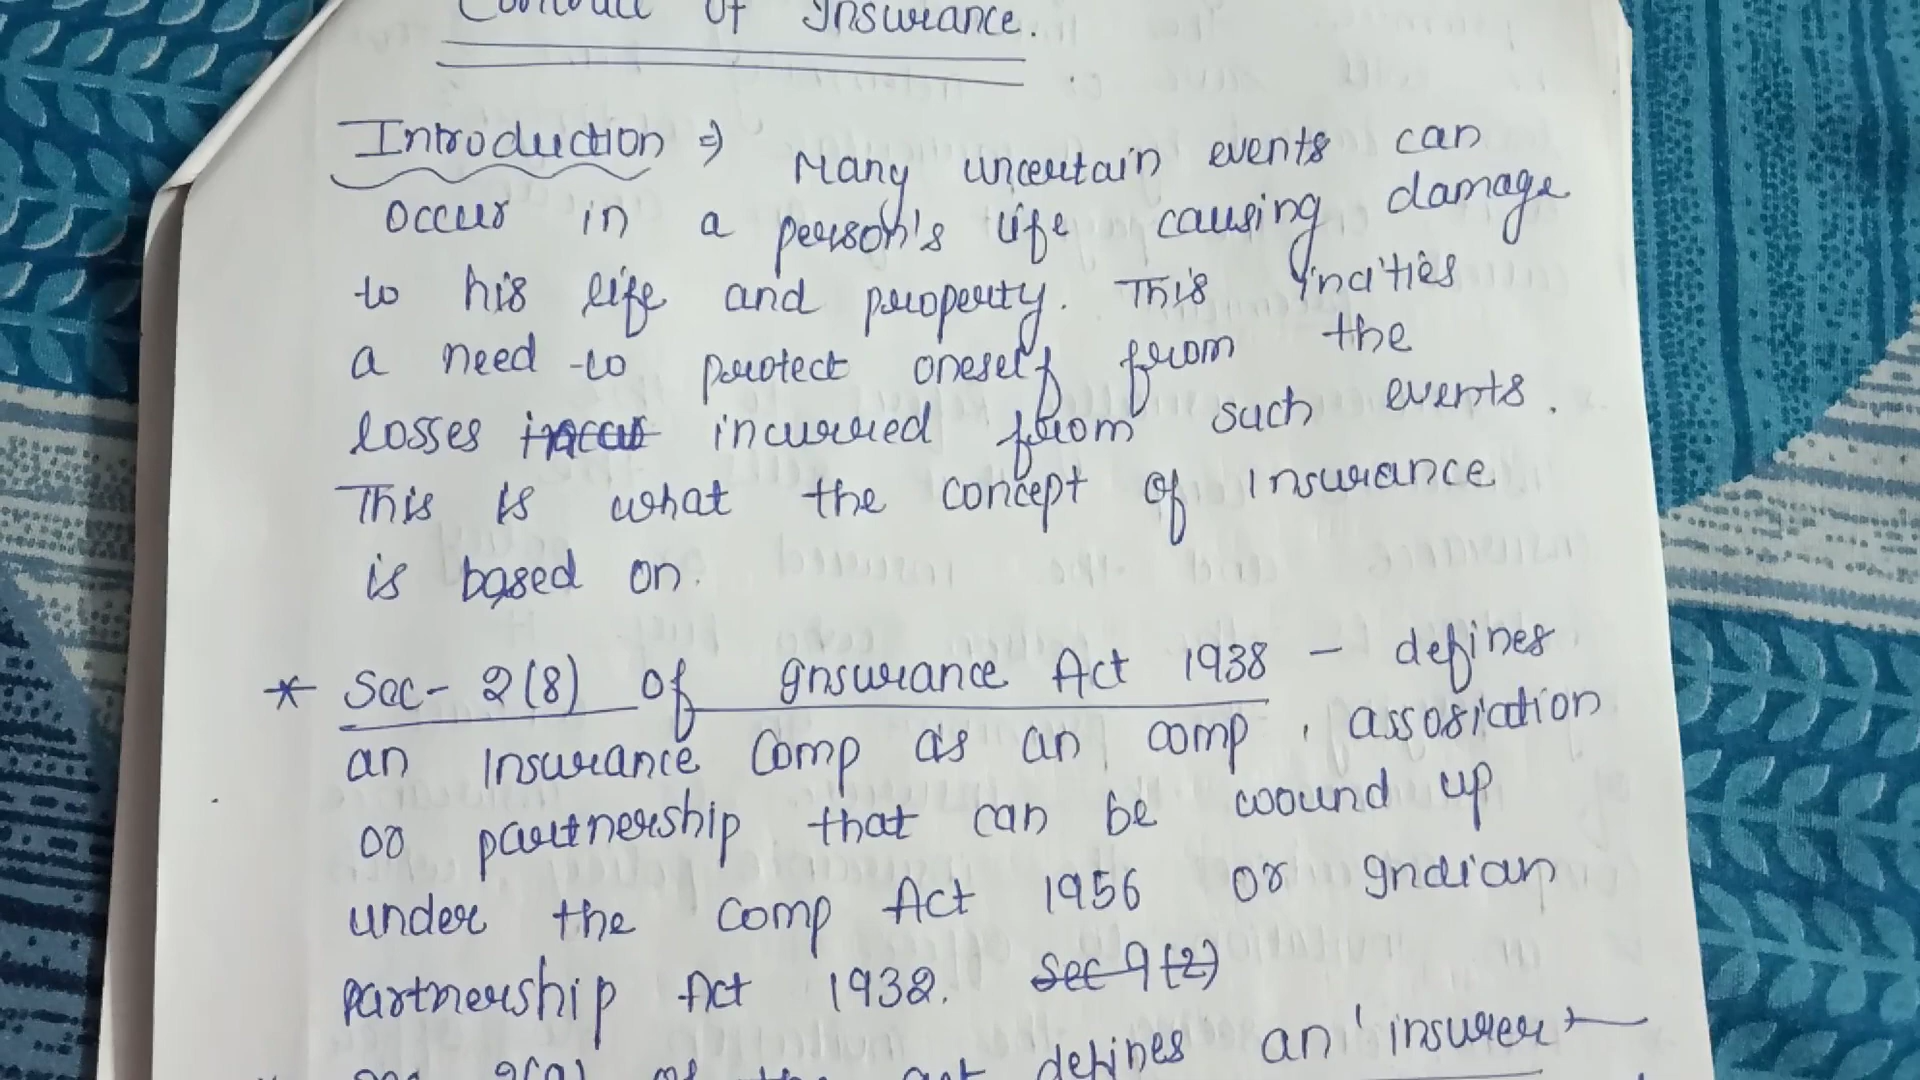 Contract of Insurance.
Introduction ⇒ Many uncertain events can
occur in a person's life causing damage
to his life and property. This incities
a need to protect oneself from the
losses incurred from such events.
This is what the concept of insurance
is based on.
* Sec- 2(8) of Insurance Act 1938 - defines
an insurance comp as an comp, assosiation
or partnership that can be wound up
under the comp Act 1956 or Indian
partnership Act 1932. Sec 9(2)
defines an 'insurer'